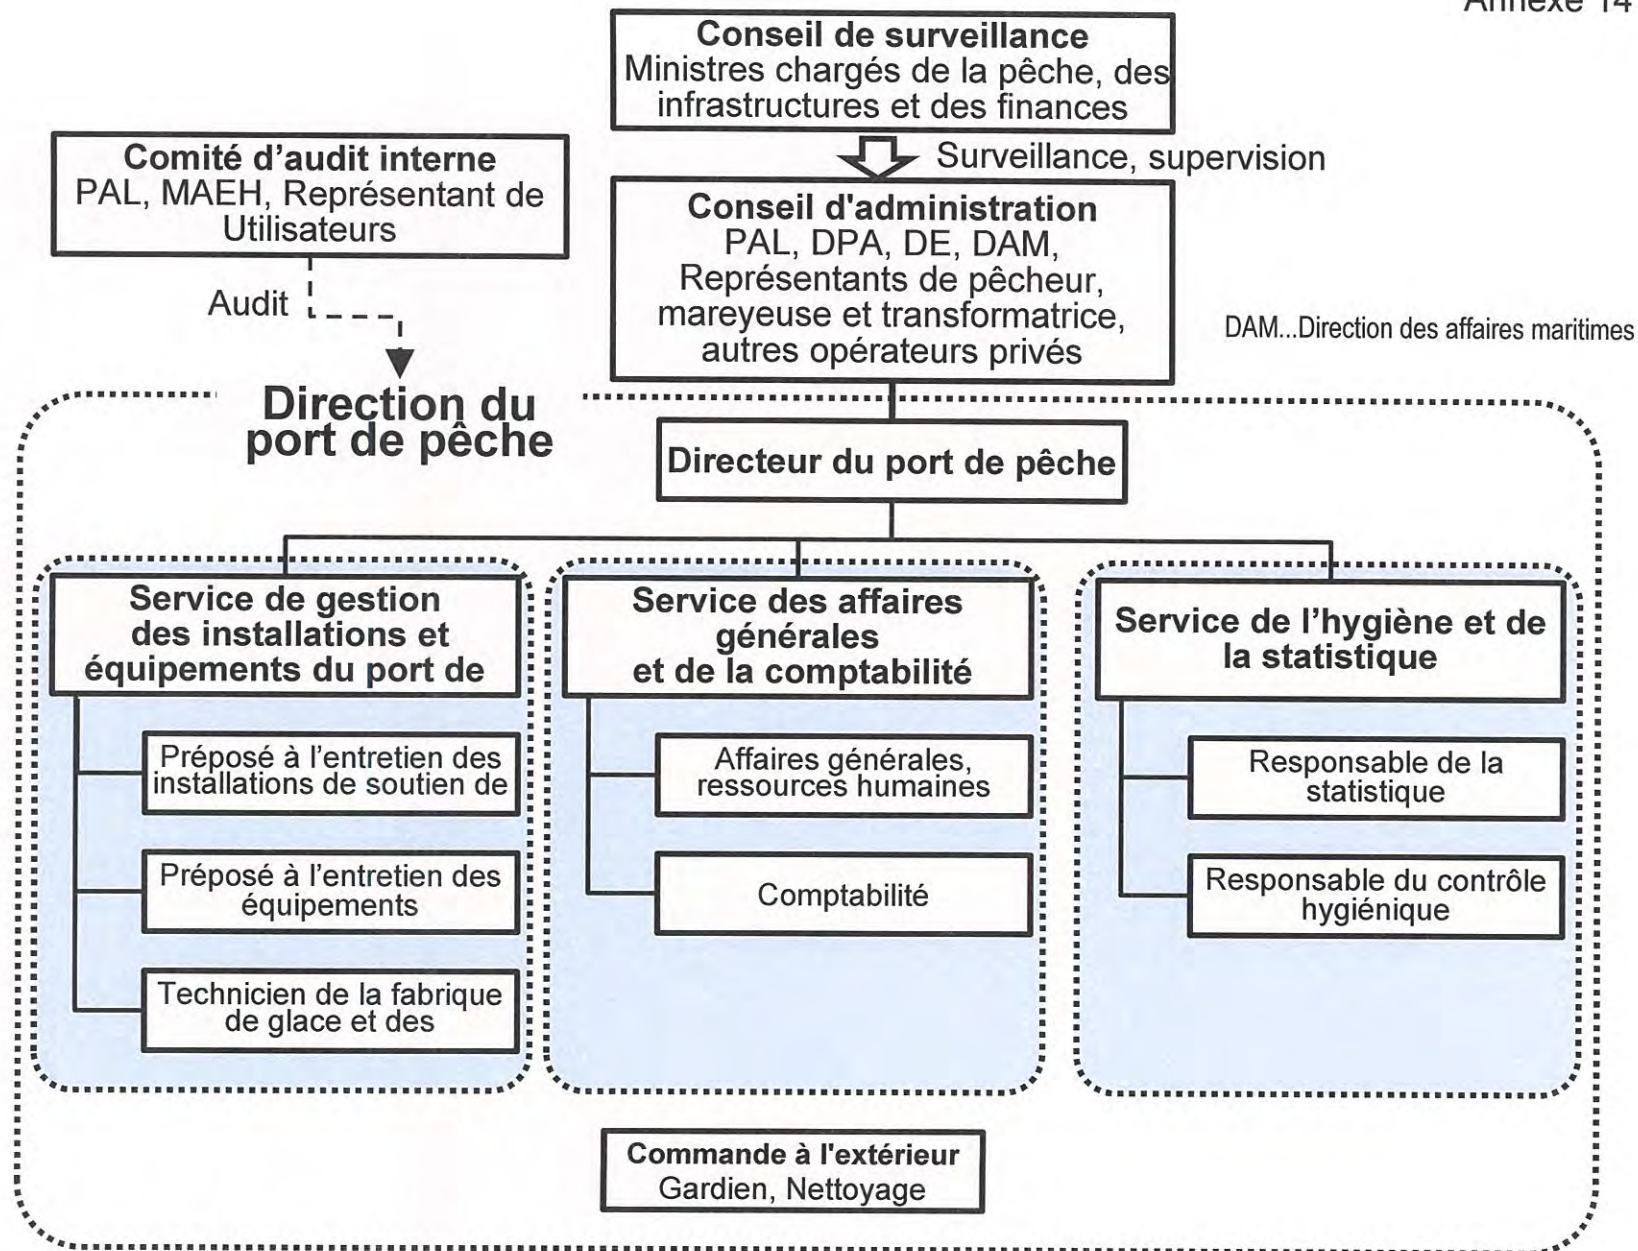 Annexe 14
Conseil de surveillance
Ministres chargés de la pêche, des
infrastructures et des finances
Surveillance, supervision
Comité d'audit interne
PAL, MAEH, Représentant de
Utilisateurs
Audit
Conseil d'administration
PAL, DPA, DE, DAM,
Représentants de pêcheur,
mareyeuse et transformatrice,
autres opérateurs privés
DAM...Direction des affaires maritimes
Direction du
port de pêche
Directeur du port de pêche
Service de gestion
des installations et
équipements du port de
Préposé à l'entretien des
installations de soutien de
Préposé à l'entretien des
équipements
Technicien de la fabrique
de glace et des
Service des affaires
générales
et de la comptabilité
Affaires générales,
ressources humaines
Comptabilité
Service de l'hygiène et de
la statistique
Responsable de la
statistique
Responsable du contrôle
hygiénique
Commande à l'extérieur
Gardien, Nettoyage